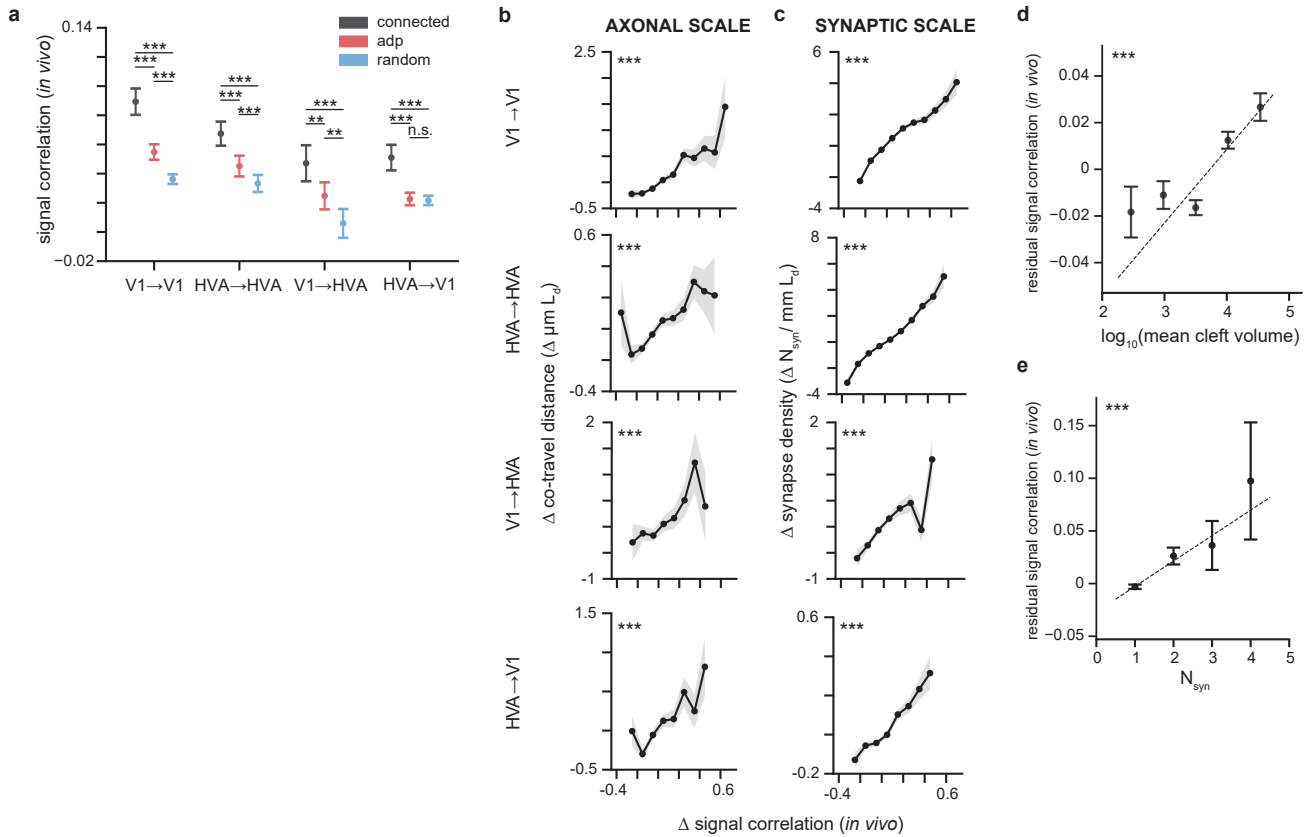 a
0.14
signal correlation (in vivo)
−0.02
connected
adp
random
***
***
***
***
***
***
***
**
**
***
***
n.s.
V1→V1
HVA→HVA
V1→HVA
HVA→V1
b
AXONAL SCALE
c
SYNAPTIC SCALE
V1→V1
HVA→HVA
V1→HVA
HVA→V1
Δ co-travel distance (Δ μm L_d)
***
2.5
-0.5
***
0.6
-0.4
***
2
-1
***
1.5
-0.5
-0.4
0.6
Δ synapse density (Δ N_syn/ mm L_d)
***
6
-4
***
8
-4
***
2
-1
***
0.6
-0.2
-0.4
0.6
Δ signal correlation (in vivo)
d
***
residual signal correlation (in vivo)
0.04
0.02
0
−0.02
−0.04
2
3
4
5
log₁₀(mean cleft volume)
e
***
residual signal correlation (in vivo)
0.15
0.10
0.05
0
−0.05
0
1
2
3
4
5
N_syn